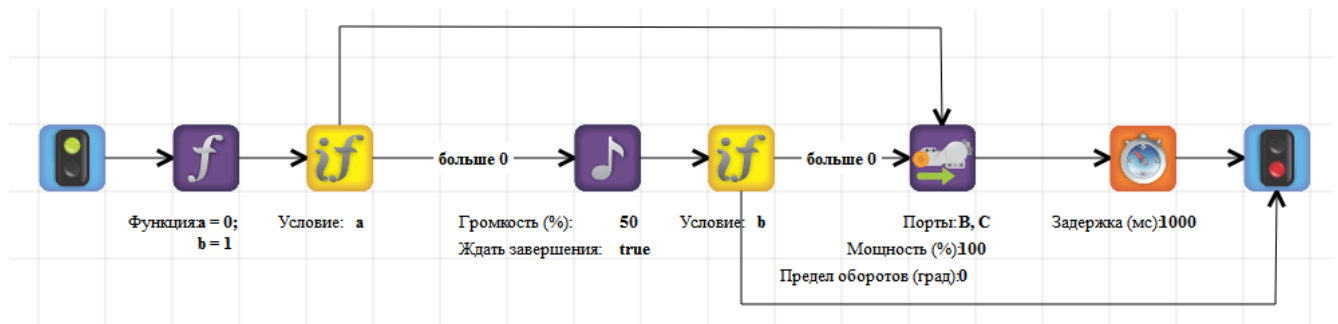 больше 0
больше 0
Функция:a = 0;
b = 1
Условие: a
Громкость (%): 50
Ждать завершения: true
Условие: b
Порты:B, C
Мощность (%):100
Предел оборотов (град):0
Задержка (мс):1000